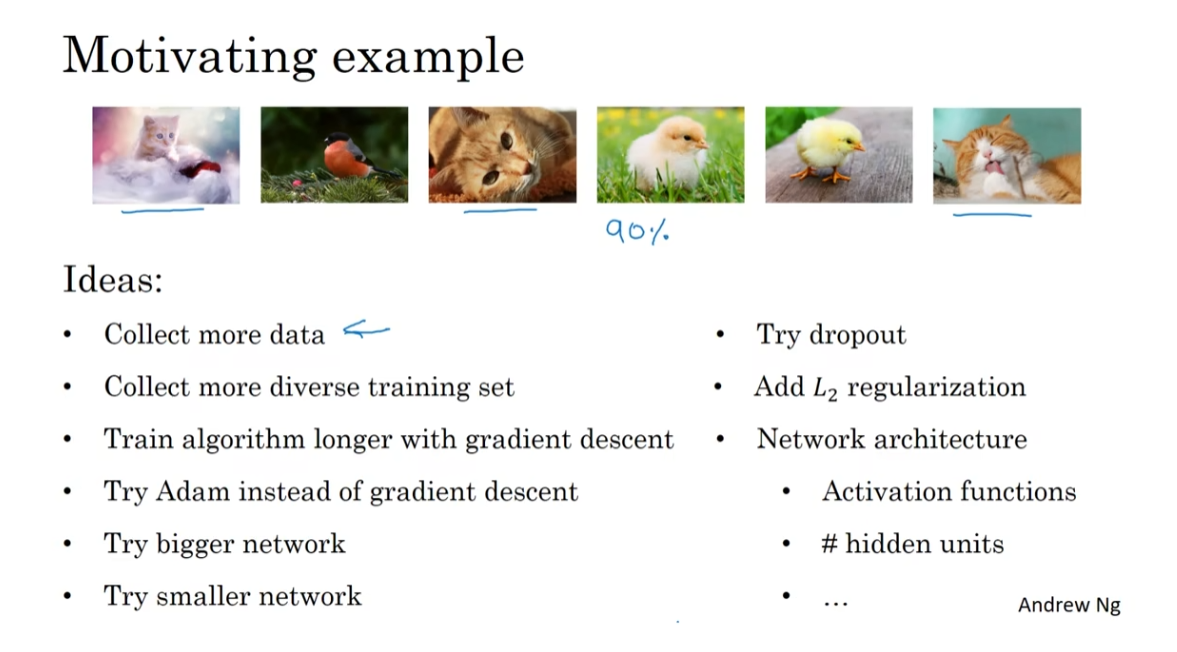 Motivating example
90%
Ideas:
• Collect more data
• Collect more diverse training set
• Train algorithm longer with gradient descent
• Try Adam instead of gradient descent
• Try bigger network
• Try smaller network
• Try dropout
• Add L₂ regularization
• Network architecture
• Activation functions
• # hidden units
• …
Andrew Ng